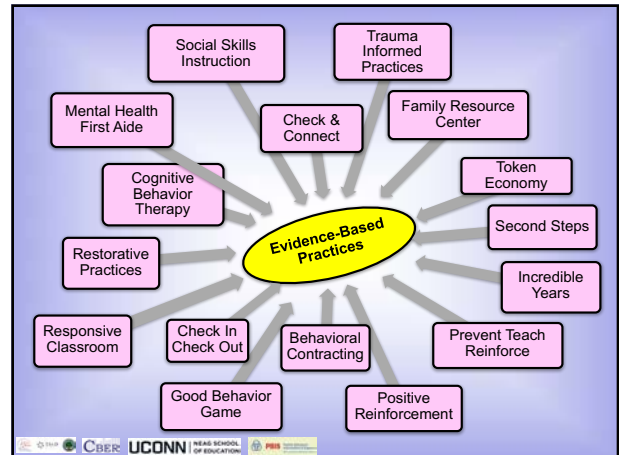 Social Skills
Instruction
Trauma
Informed
Practices
Mental Health
First Aide
Check &
Connect
Family Resource
Center
Cognitive
Behavior
Therapy
Token
Economy
Evidence-Based
Practices
Second Steps
Restorative
Practices
Incredible
Years
Responsive
Classroom
Check In
Check Out
Behavioral
Contracting
Prevent Teach
Reinforce
Good Behavior
Game
Positive
Reinforcement
CBER
UCONN
NEAG SCHOOL
OF EDUCATION
PBIS